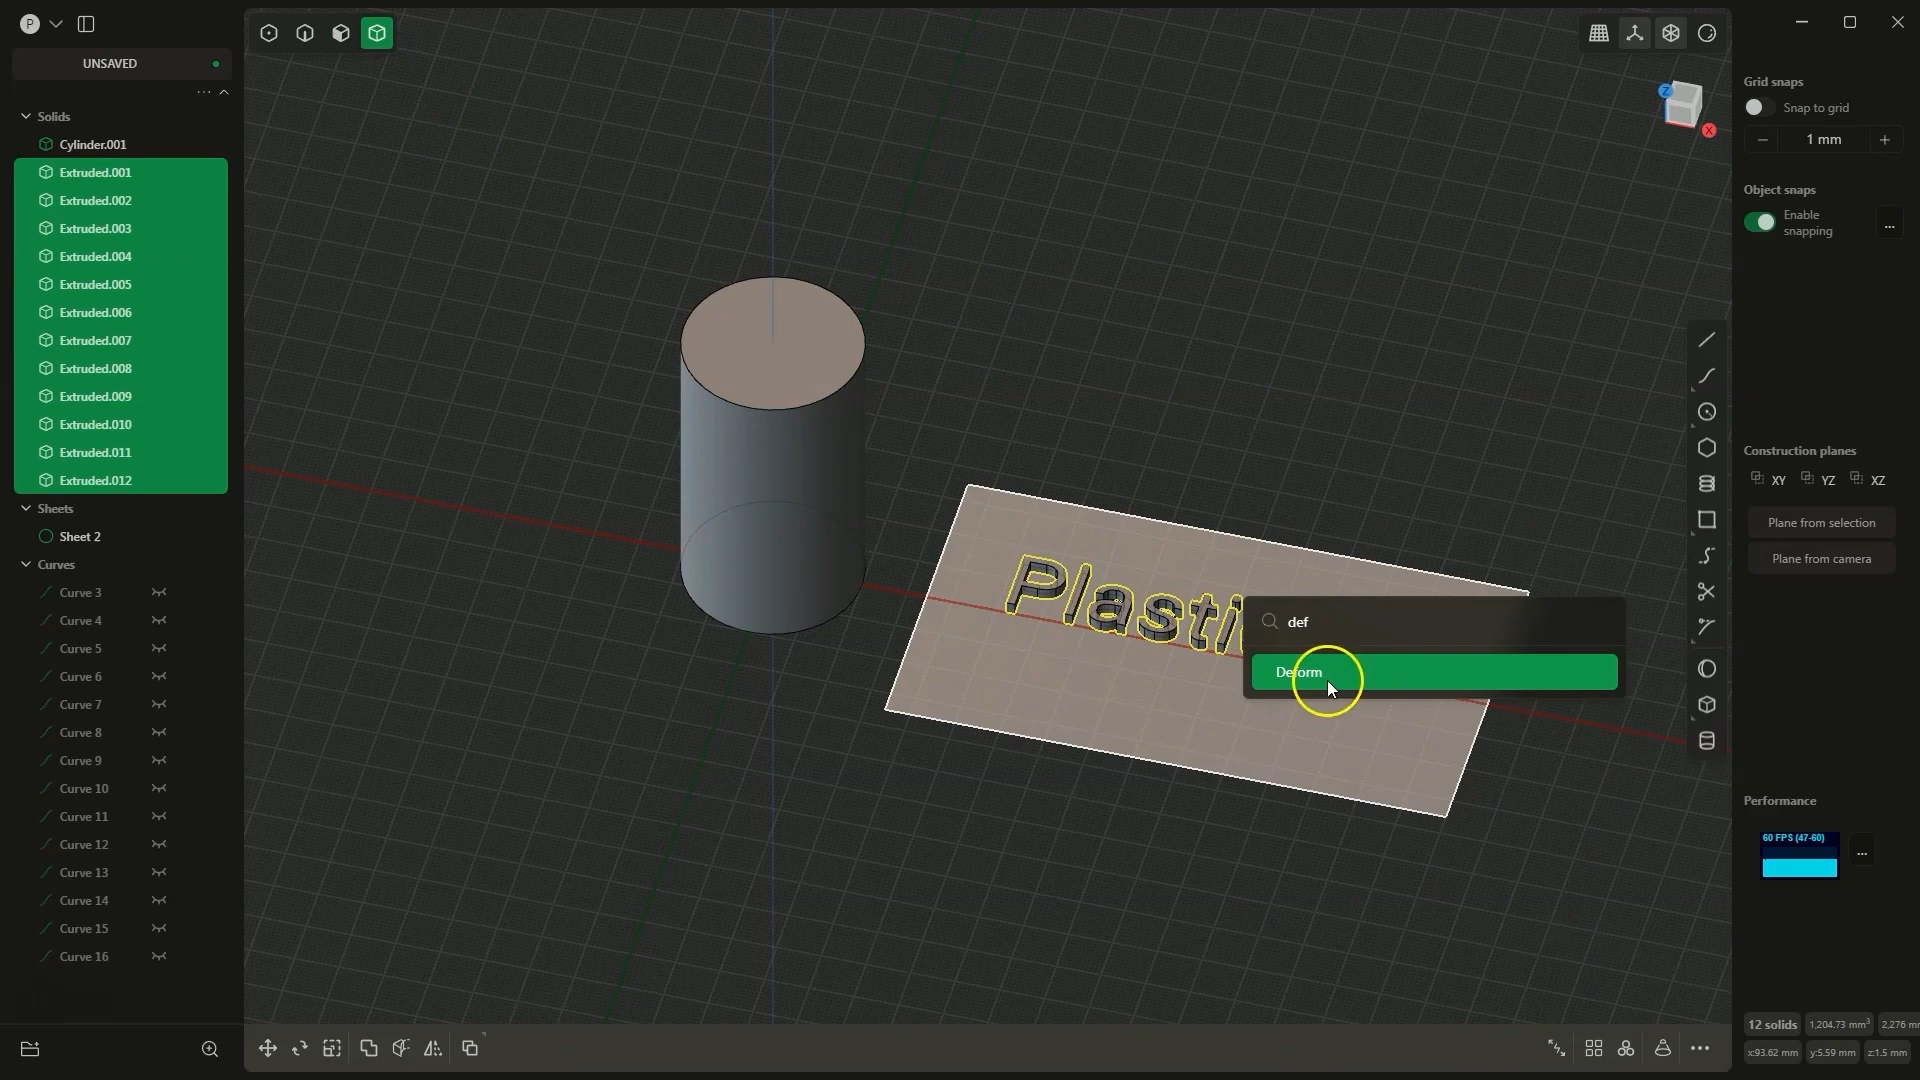 P
UNSAVED
...
Solids
Cylinder.001
Extruded.001
Extruded.002
Extruded.003
Extruded.004
Extruded.005
Extruded.006
Extruded.007
Extruded.008
Extruded.009
Extruded.010
Extruded.011
Extruded.012
Sheets
Sheet 2
Curves
Curve 3
Curve 4
Curve 5
Curve 6
Curve 7
Curve 8
Curve 9
Curve 10
Curve 11
Curve 12
Curve 13
Curve 14
Curve 15
Curve 16
Plasti
def
Deform
Z
X
Grid snaps
Snap to grid
1 mm
Object snaps
Enable
snapping
...
Construction planes
XY YZ XZ
Plane from selection
Plane from camera
Performance
60 FPS (47-60)
...
12 solids 1,204.73 mm³ 2,276 m
x:93.62 mm y:5.59 mm z:1.5 mm